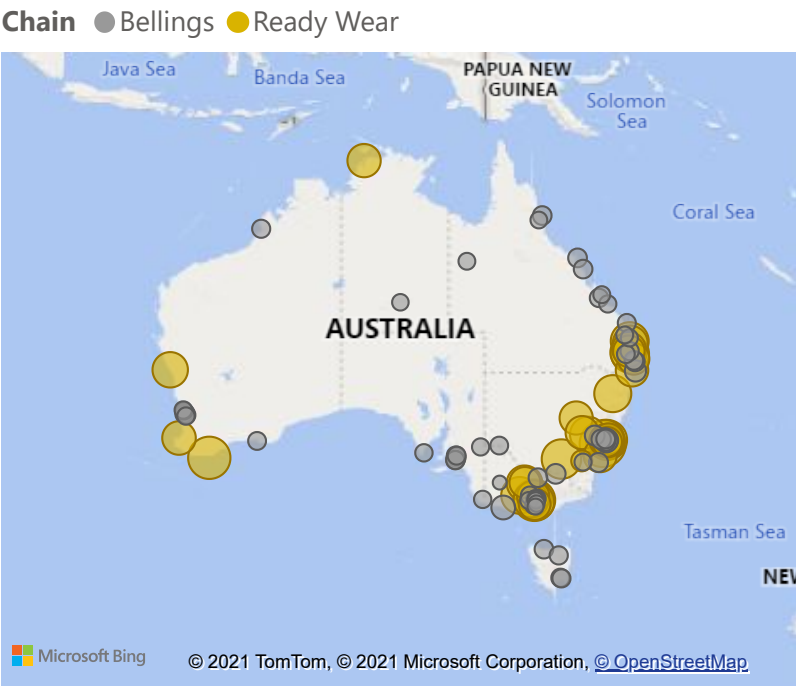 Chain Bellings Ready Wear
Java Sea
Banda Sea
PAPUA NEW
GUINEA
Solomon
Sea
Coral Sea
AUSTRALIA
Tasman Sea
NEW
Microsoft Bing
© 2021 TomTom, © 2021 Microsoft Corporation, © OpenStreetMap